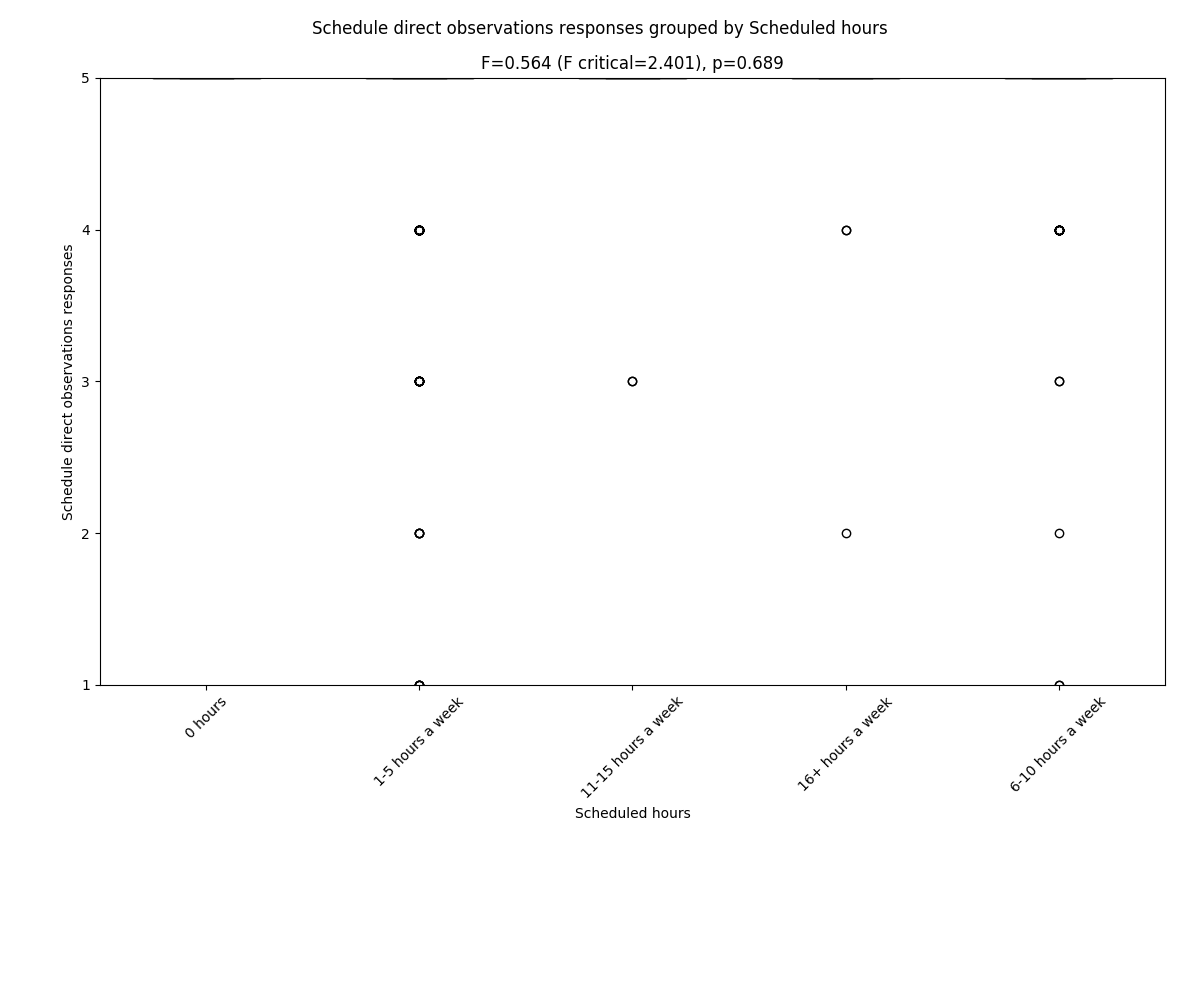 Schedule direct observations responses grouped by Scheduled hours
F=0.564 (F critical=2.401), p=0.689
5
4
3
2
1
Schedule direct observations responses
0 hours
1-5 hours a week
11-15 hours a week
16+ hours a week
6-10 hours a week
Scheduled hours